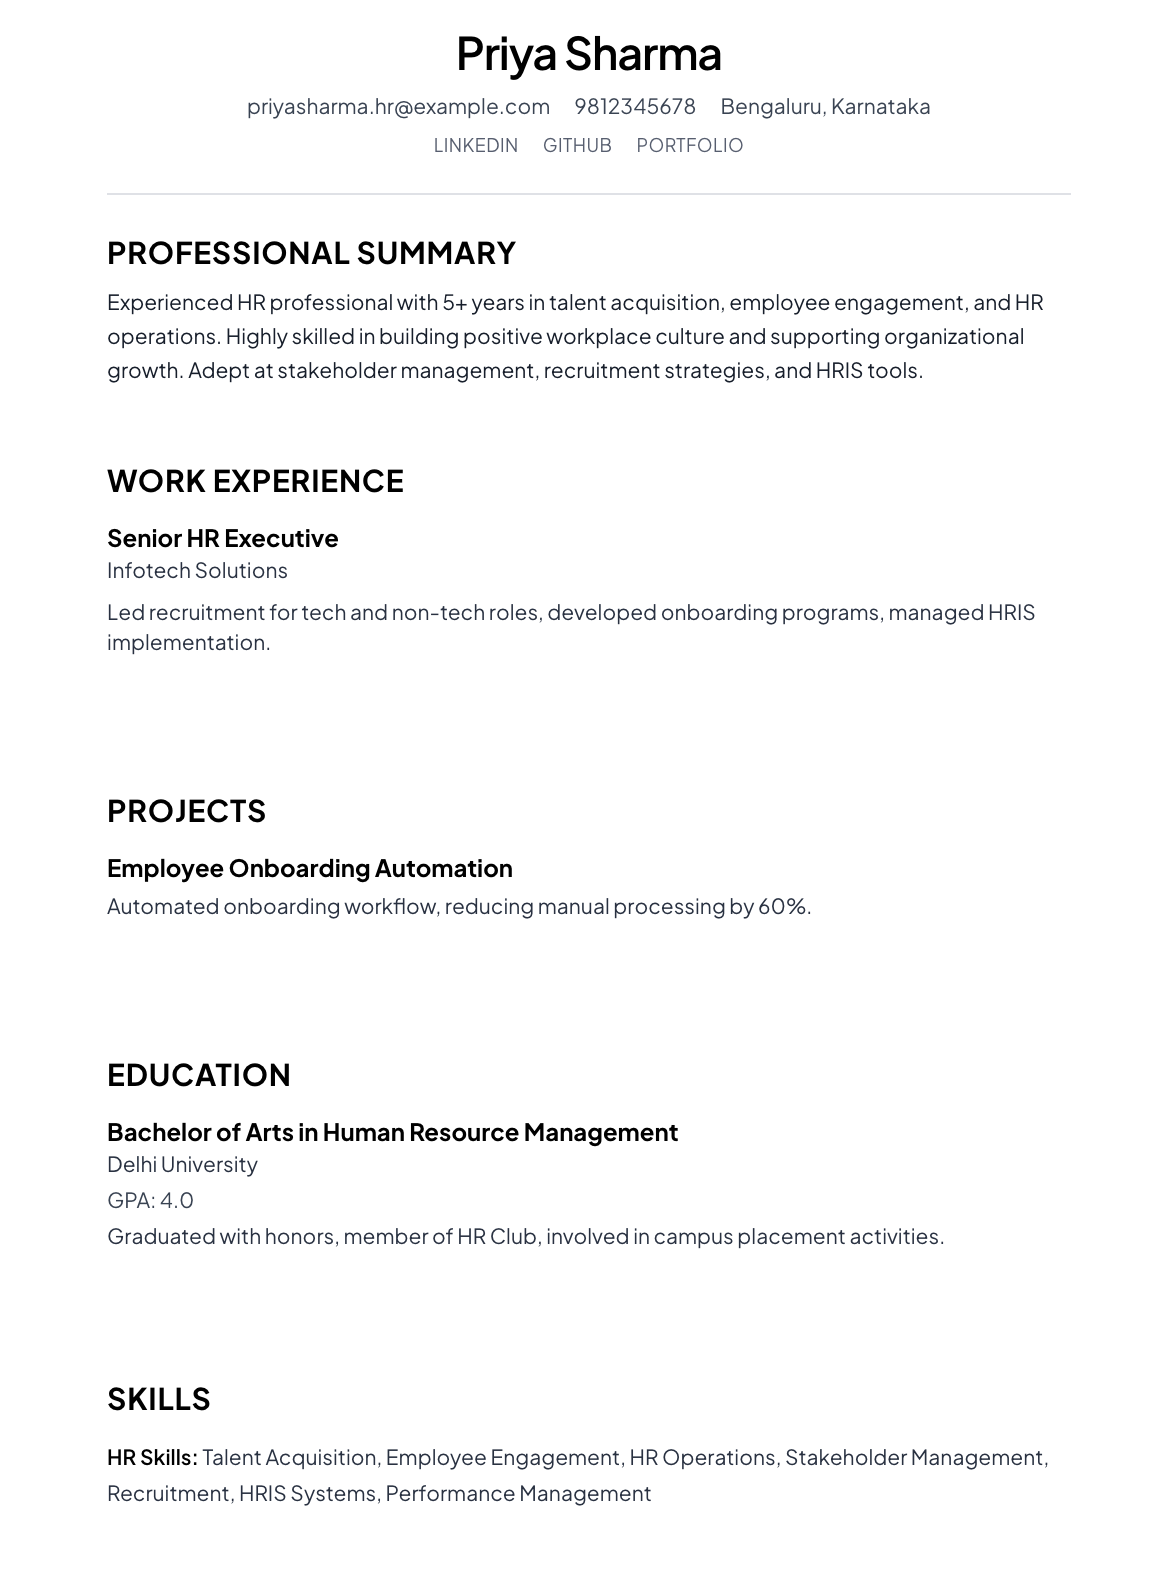 Priya Sharma
priyasharma.hr@example.com 9812345678 Bengaluru, Karnataka
LINKEDIN GITHUB PORTFOLIO
PROFESSIONAL SUMMARY
Experienced HR professional with 5+ years in talent acquisition, employee engagement, and HR
operations. Highly skilled in building positive workplace culture and supporting organizational
growth. Adept at stakeholder management, recruitment strategies, and HRIS tools.
WORK EXPERIENCE
Senior HR Executive
Infotech Solutions
Led recruitment for tech and non-tech roles, developed onboarding programs, managed HRIS
implementation.
PROJECTS
Employee Onboarding Automation
Automated onboarding workflow, reducing manual processing by 60%.
EDUCATION
Bachelor of Arts in Human Resource Management
Delhi University
GPA: 4.0
Graduated with honors, member of HR Club, involved in campus placement activities.
SKILLS
HR Skills: Talent Acquisition, Employee Engagement, HR Operations, Stakeholder Management,
Recruitment, HRIS Systems, Performance Management